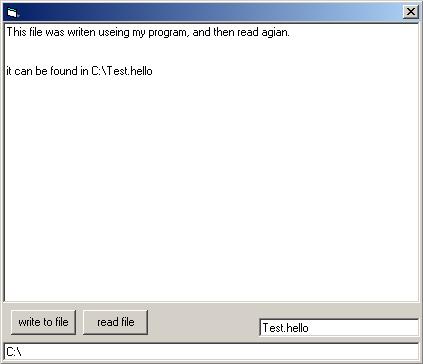 This file was writen useing my program, and then read agian.
it can be found in C:\Test.hello
write to file
read file
Test.hello
C:\